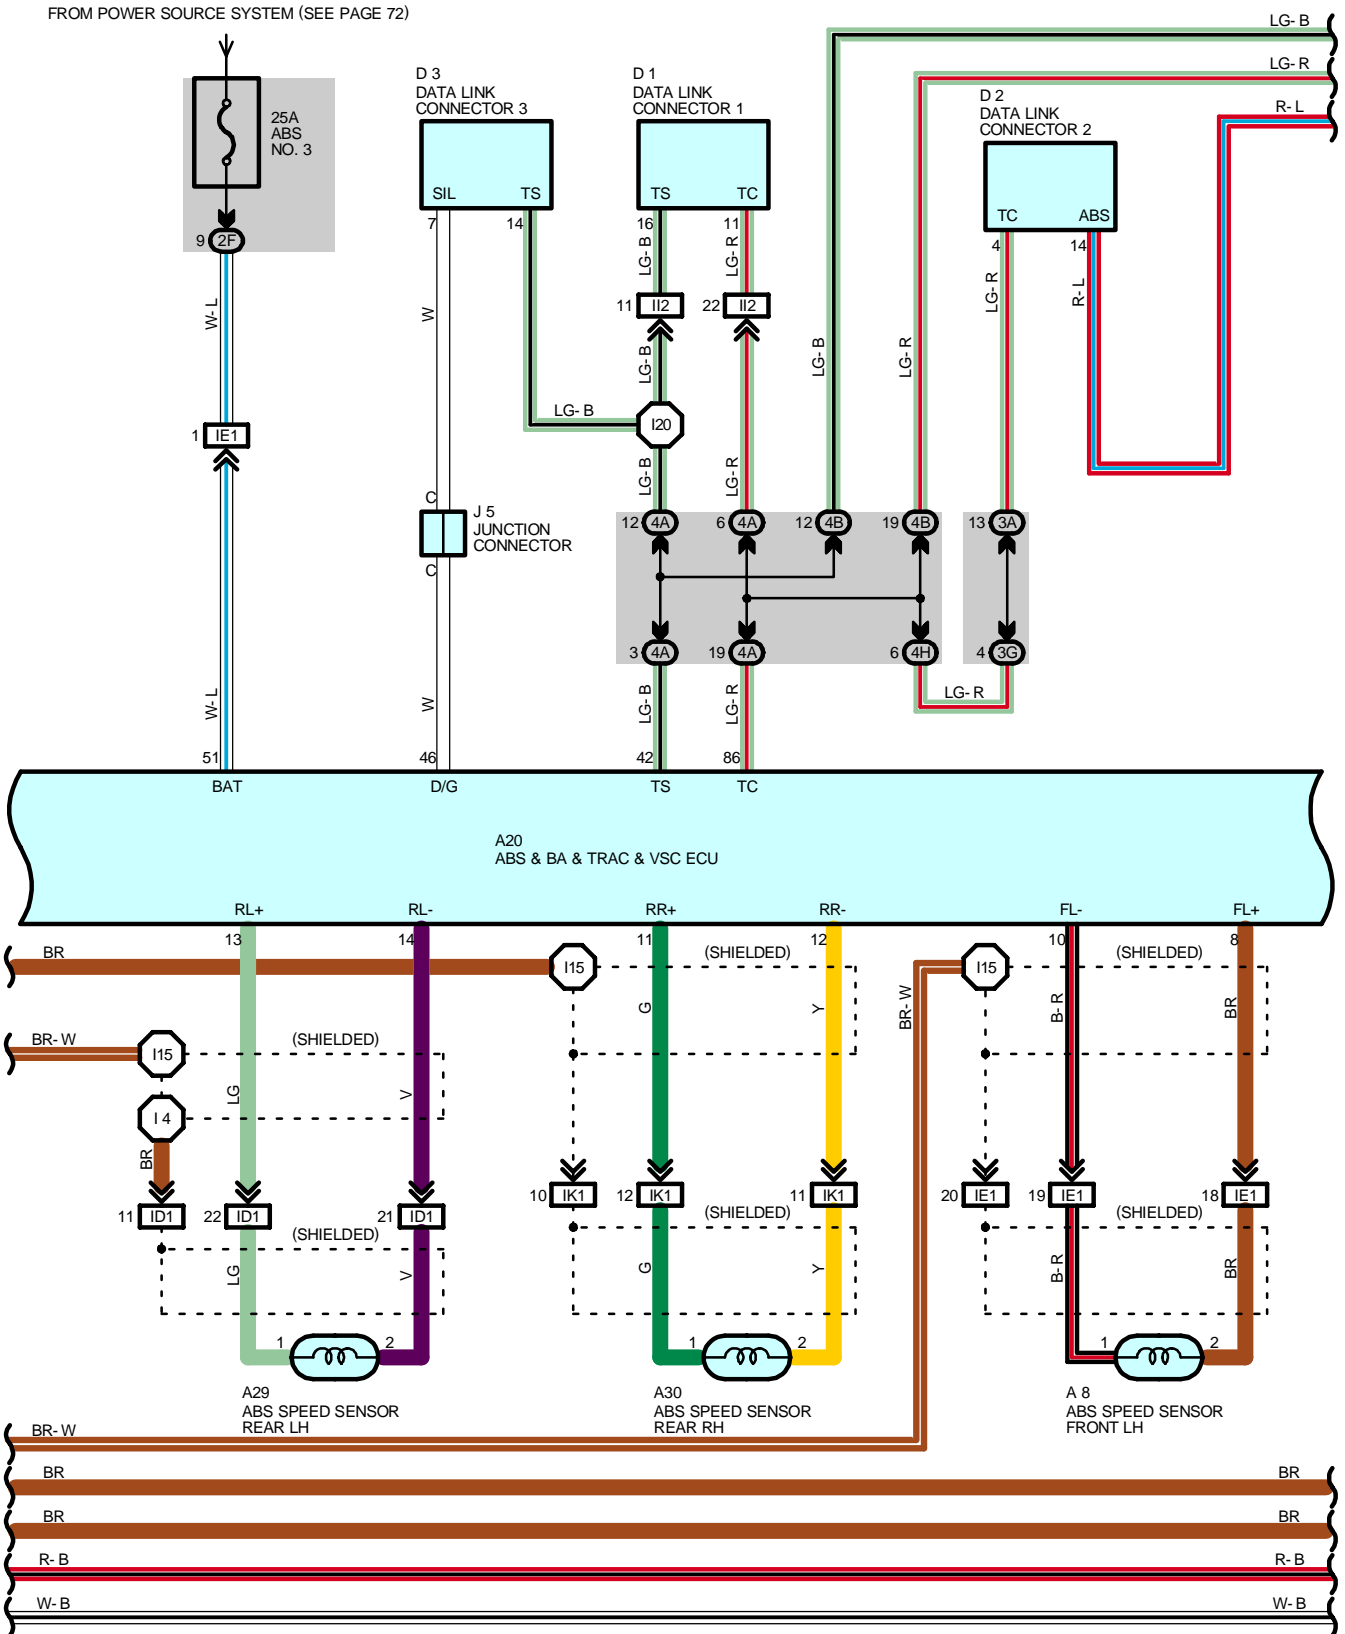 FROM POWER SOURCE SYSTEM (SEE PAGE 72)
LG- B
LG- R
R- L
D 3
DATA LINK
CONNECTOR 3
D 1
DATA LINK
CONNECTOR 1
D 2
DATA LINK
CONNECTOR 2
25A
ABS
NO. 3
SIL TS
TS TC
TC ABS
7 14 16 11
4 14
9 2F
LG- B LG- R
LG- R R- L
W- L W
11 II2 22 II2
LG- B
LG- B LG- R
LG- B I20
1 IE1
LG- B LG- R
C
J 5
JUNCTION
CONNECTOR
C
12 4A 6 4A 12 4B 19 4B 13 3A
3 4A 19 4A 6 4H 4 3G
LG- R
W- L W LG- B LG- R
51 46 42 86
BAT D/G TS TC
A20
ABS & BA & TRAC & VSC ECU
RL+ RL- RR+ RR- FL- FL+
13 14 11 12 10 8
BR I15 (SHIELDED) I15 (SHIELDED)
G Y BR- W B- R BR
BR- W I15 (SHIELDED)
LG V
I 4
BR
10 IK1 12 IK1 11 IK1 20 IE1 19 IE1 18 IE1
11 ID1 22 ID1 21 ID1
(SHIELDED) (SHIELDED)
(SHIELDED)
LG V G Y B- R BR
1 2 1 2 1 2
A29
ABS SPEED SENSOR
REAR LH
A30
ABS SPEED SENSOR
REAR RH
A 8
ABS SPEED SENSOR
FRONT LH
BR- W
BR BR
BR BR
R- B R- B
W- B W- B